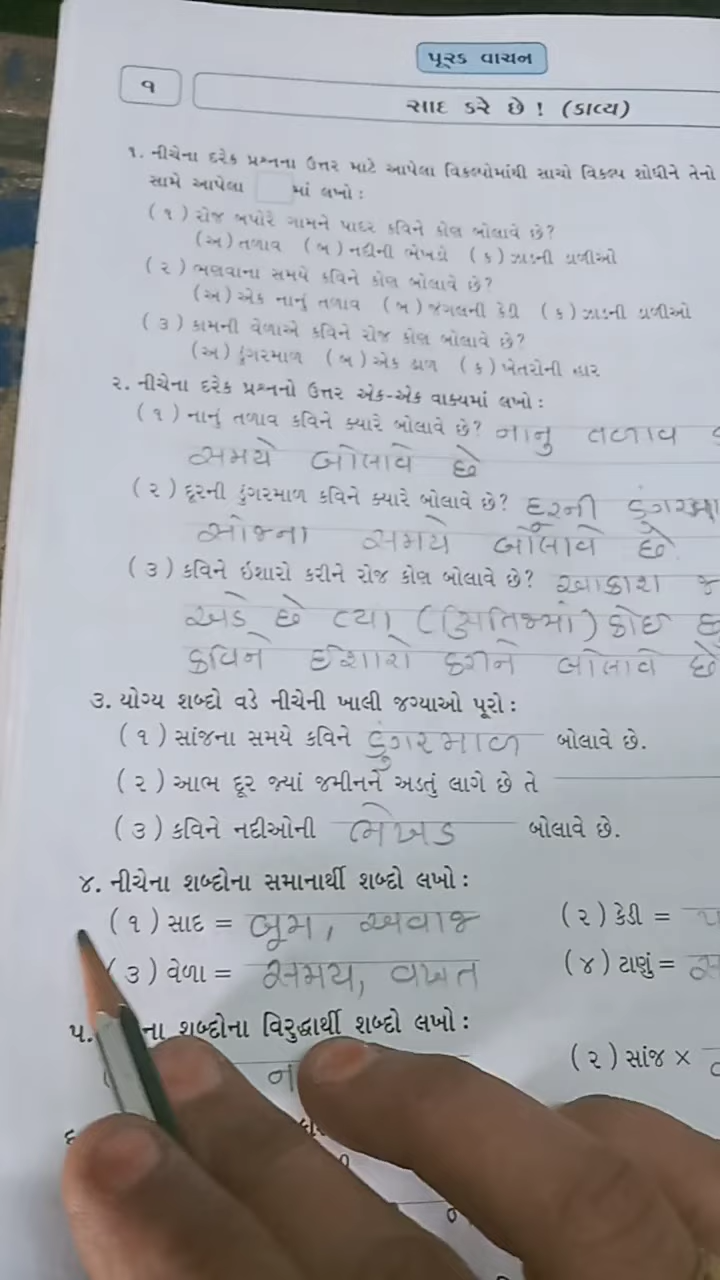 પૂરક વાચન
૧
સાદ કરે છે ! (કાવ્ય)
૧. નીચેના દરેક પ્રશ્નના ઉત્તર માટે આપેલા વિકલ્પોમાંથી સાચો વિકલ્પ શોધીને તેનો
સામે આપેલા માં લખો :
(૧) રોજ બપોરે ગામને પાદર કવિને કોણ બોલાવે છે?
(અ) તળાવ (બ) નદીની ભેખડો (ક) ઝાડની
(૨) ભણવાના સમયે કવિને કોણ બોલાવે છે?
(અ) એક નાનું તળાવ (બ) જંગલની કેડી (ક) ઝાડની
(૩) કામની વેળાએ કવિને રોજ કોણ બોલાવે છે?
(અ) ડુંગરમાળ (બ) એક ડાળ (ક) ખેતરોની હાર
૨. નીચેના દરેક પ્રશ્નનો ઉત્તર એક-એક વાક્યમાં લખો :
(૧) નાનું તળાવ કવિને ક્યારે બોલાવે છે? નાનુ તળાવ
સમયે બોલાવે છે
(૨) દૂરની ડુંગરમાળ કવિને ક્યારે બોલાવે છે? દૂરની
સાંજના સમયે બોલાવે છે
(૩) કવિને ઇશારો કરીને રોજ કોણ બોલાવે છે? આકાશ
અડે છે ત્યા (ક્ષિતિજમાં) કોઈ
કવિને ઈશારો કરીને બોલાવે છે
૩. યોગ્ય શબ્દો વડે નીચેની ખાલી જગ્યાઓ પૂરો :
(૧) સાંજના સમયે કવિને ડુંગરમાળ બોલાવે છે.
(૨) આભ દૂર જ્યાં જમીનને અડતું લાગે છે તે
(૩) કવિને નદીઓની ભેખડ બોલાવે છે.
૪. નીચેના શબ્દોના સમાનાર્થી શબ્દો લખો :
(૧) સાદ = બૂમ, અવાજ (૨) કેડી =
૩) વેળા = સમય, વખત (૪) ટાણું =
૫. ના શબ્દોના વિરુદ્ધાર્થી શબ્દો લખો :
(૨) સાંજ ×